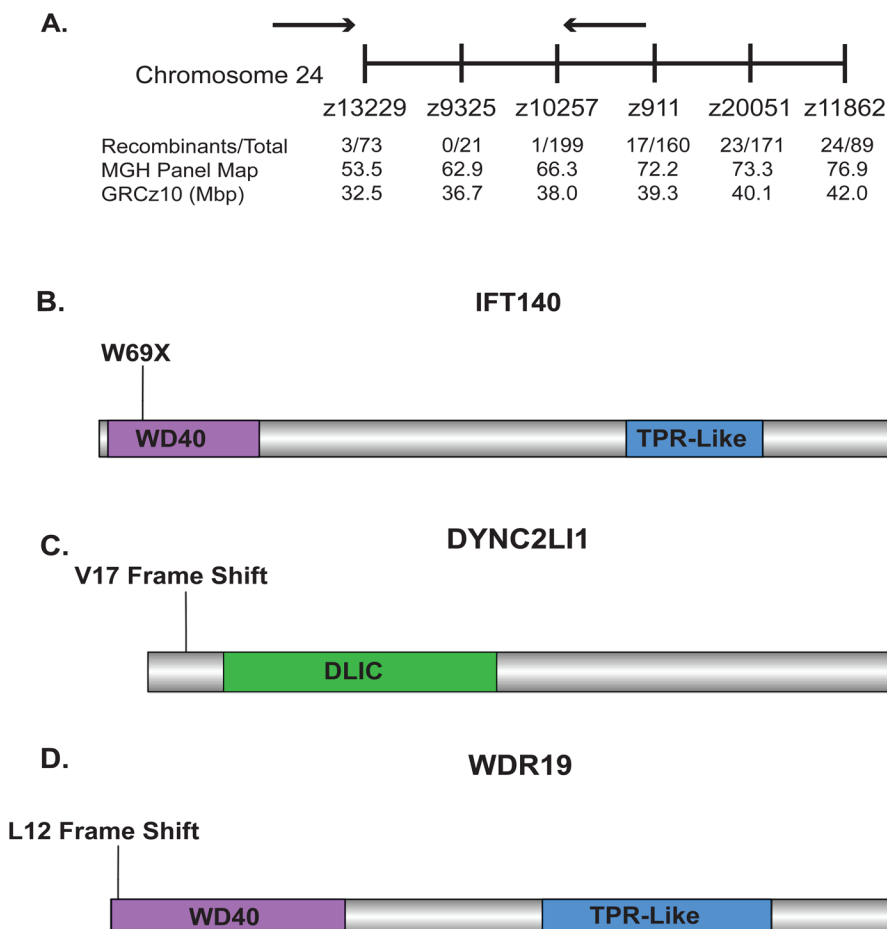 A.
Chromosome 24
z13229 z9325 z10257 z911 z20051 z11862
Recombinants/Total 3/73 0/21 1/199 17/160 23/171 24/89
MGH Panel Map 53.5 62.9 66.3 72.2 73.3 76.9
GRCz10 (Mbp) 32.5 36.7 38.0 39.3 40.1 42.0
B.
IFT140
W69X
WD40 TPR-Like
C.
DYNC2LI1
V17 Frame Shift
DLIC
D.
WDR19
L12 Frame Shift
WD40 TPR-Like